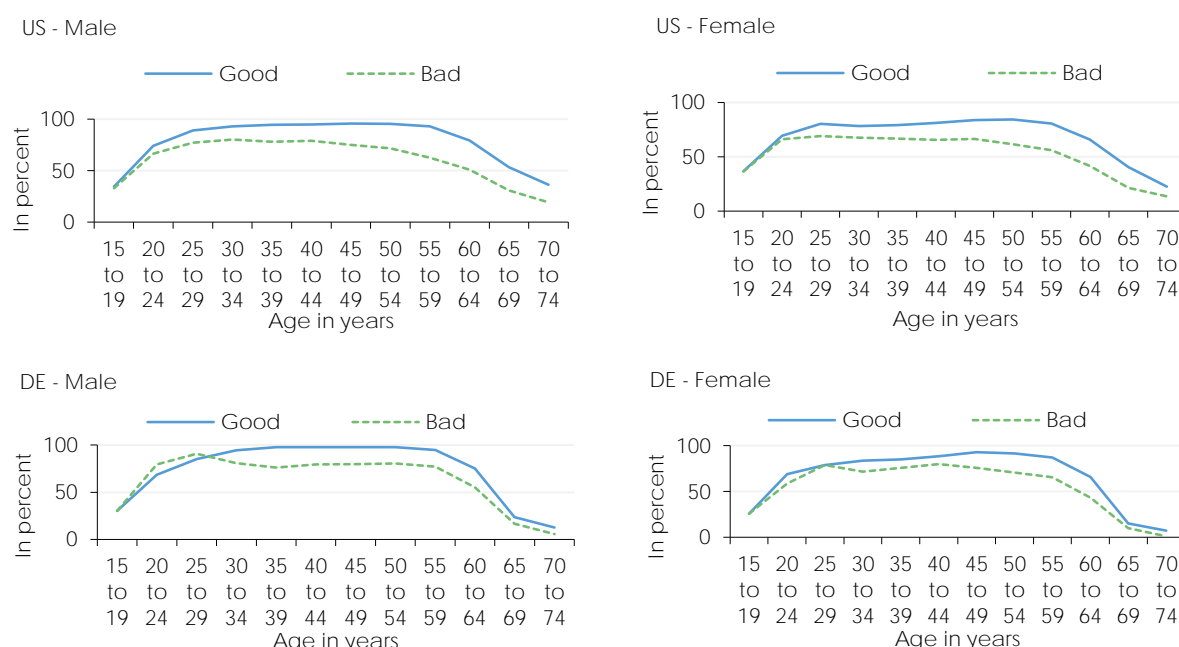 US - Male
Good
Bad
In percent
100
50
0
15 20 25 30 35 40 45 50 55 60 65 70
to to to to to to to to to to to to
19 24 29 34 39 44 49 54 59 64 69 74
Age in years
US - Female
Good
Bad
In percent
100
50
0
15 20 25 30 35 40 45 50 55 60 65 70
to to to to to to to to to to to to
19 24 29 34 39 44 49 54 59 64 69 74
Age in years
DE - Male
Good
Bad
In percent
100
50
0
15 20 25 30 35 40 45 50 55 60 65 70
to to to to to to to to to to to to
19 24 29 34 39 44 49 54 59 64 69 74
Age in years
DE - Female
Good
Bad
In percent
100
50
0
15 20 25 30 35 40 45 50 55 60 65 70
to to to to to to to to to to to to
19 24 29 34 39 44 49 54 59 64 69 74
Age in years